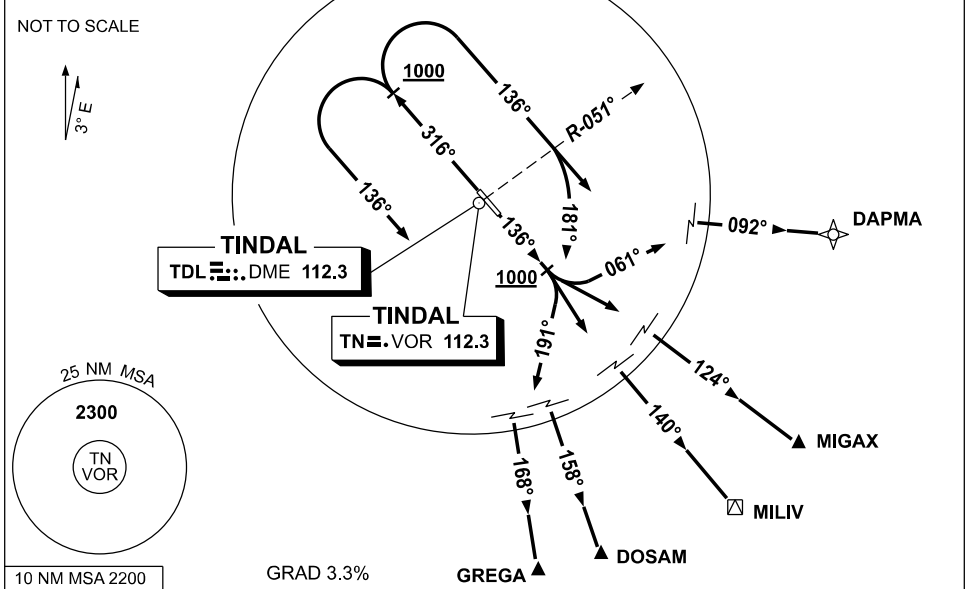 NOT TO SCALE
3° E
1000
136°
R-051°
316°
136°
181°
136°
061°
1000
191°
092°
DAPMA
TINDAL
TDL DME 112.3
TINDAL
TN VOR 112.3
124°
MIGAX
140°
MILIV
158°
DOSAM
168°
GREGA
25 NM MSA
2300
TN
VOR
10 NM MSA 2200
GRAD 3.3%